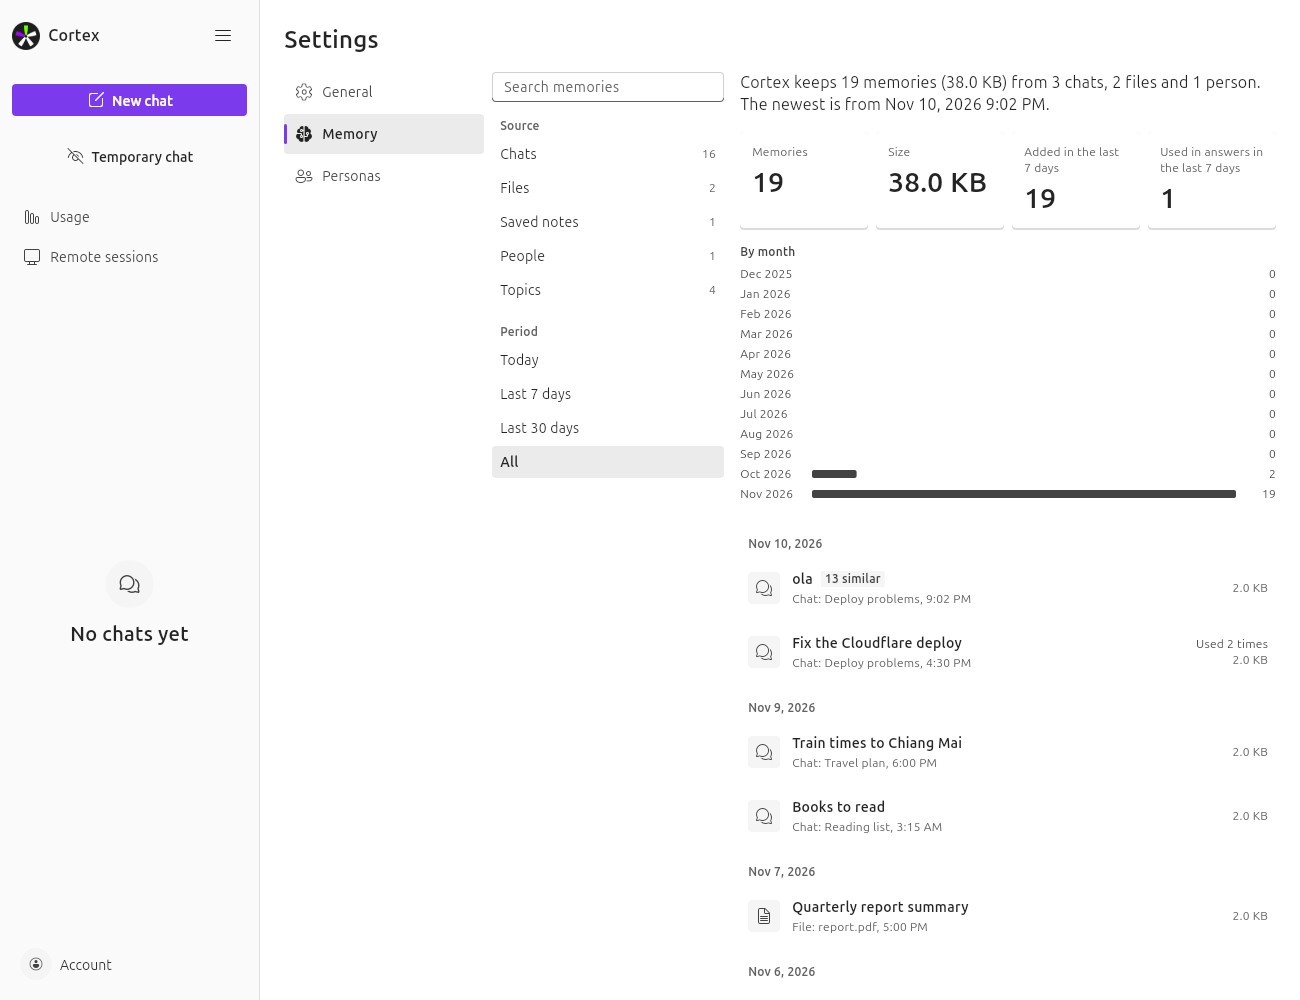 Cortex
New chat
Temporary chat
Usage
Remote sessions
No chats yet
Account
Settings
General
Memory
Personas
Search memories
Source
Chats 16
Files 2
Saved notes 1
People 1
Topics 4
Period
Today
Last 7 days
Last 30 days
All
Cortex keeps 19 memories (38.0 KB) from 3 chats, 2 files and 1 person.
The newest is from Nov 10, 2026 9:02 PM.
Memories
19
Size
38.0 KB
Added in the last
7 days
19
Used in answers in
the last 7 days
1
By month
Dec 2025 0
Jan 2026 0
Feb 2026 0
Mar 2026 0
Apr 2026 0
May 2026 0
Jun 2026 0
Jul 2026 0
Aug 2026 0
Sep 2026 0
Oct 2026 2
Nov 2026 19
Nov 10, 2026
ola 13 similar
Chat: Deploy problems, 9:02 PM
2.0 KB
Fix the Cloudflare deploy
Chat: Deploy problems, 4:30 PM
Used 2 times
2.0 KB
Nov 9, 2026
Train times to Chiang Mai
Chat: Travel plan, 6:00 PM
2.0 KB
Books to read
Chat: Reading list, 3:15 AM
2.0 KB
Nov 7, 2026
Quarterly report summary
File: report.pdf, 5:00 PM
2.0 KB
Nov 6, 2026